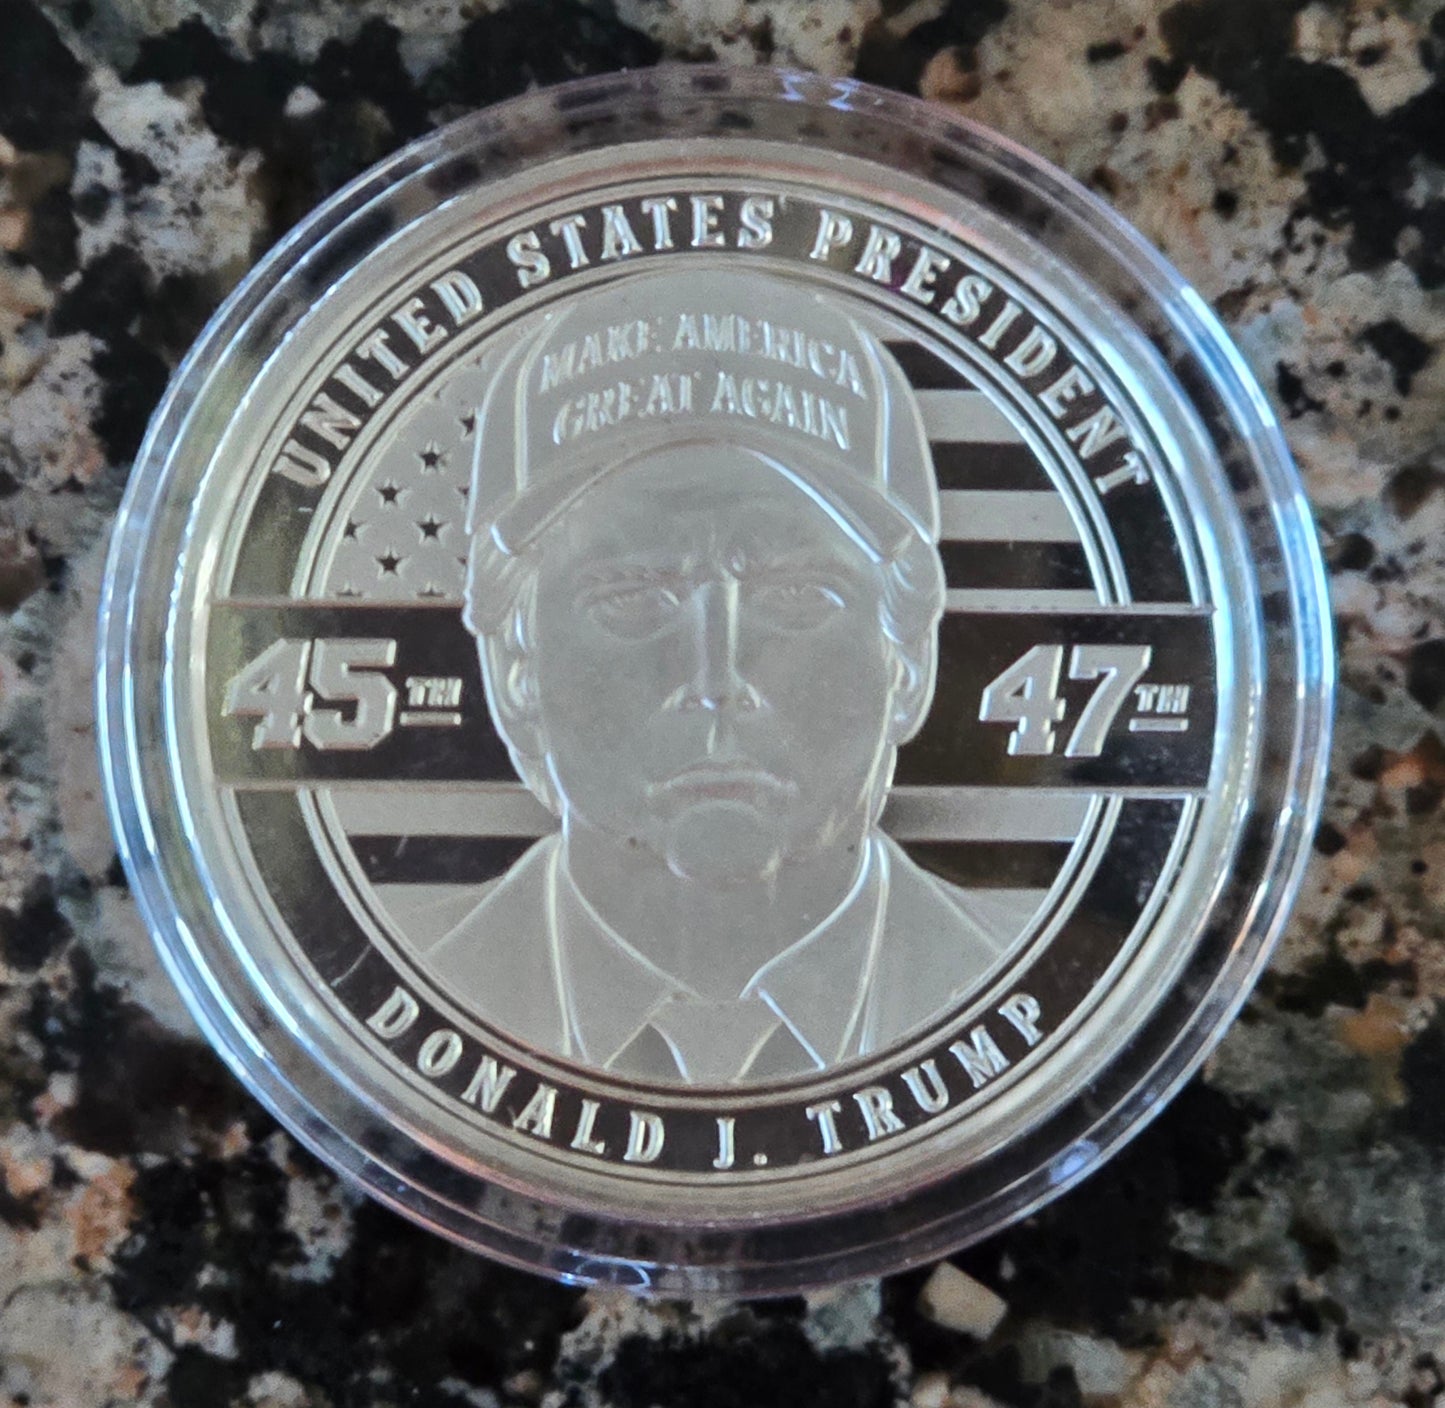 UNITED STATES PRESIDENT
MAKE AMERICA
GREAT AGAIN
45TH
47TH
DONALD J. TRUMP